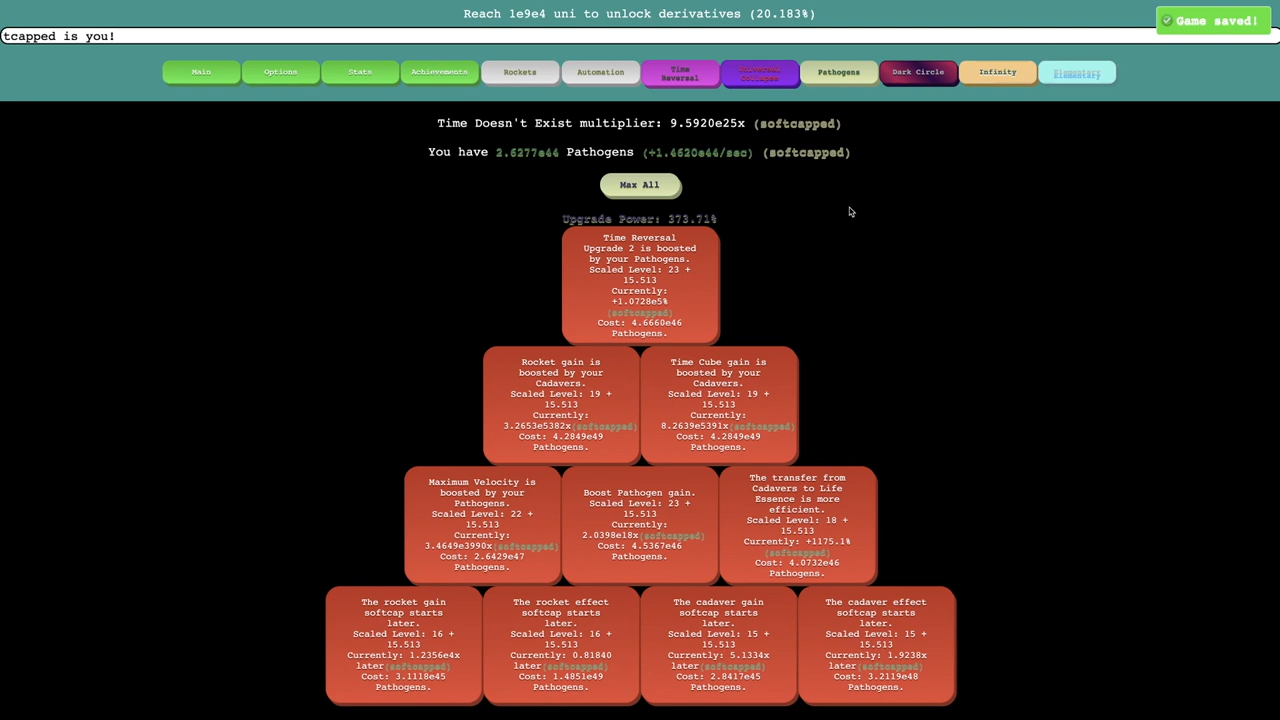 Reach 1e9e4 uni to unlock derivatives (20.183%)
Game saved!
tcapped is you!
Main
Options
Stats
Achievements
Rockets
Automation
Time
Reversal
Universal
Collapse
Pathogens
Dark Circle
Infinity
Elementary
Time Doesn't Exist multiplier: 9.5920e25x (softcapped)
You have 2.6277e44 Pathogens (+1.4620e44/sec) (softcapped)
Max All
Upgrade Power: 373.71%
Time Reversal
Upgrade 2 is boosted
by your Pathogens.
Scaled Level: 23 +
15.513
Currently:
+1.0728e5%
(softcapped)
Cost: 4.6660e46
Pathogens.
Rocket gain is
boosted by your
Cadavers.
Scaled Level: 19 +
15.513
Currently:
3.2653e5382x(softcapped)
Cost: 4.2849e49
Pathogens.
Time Cube gain is
boosted by your
Cadavers.
Scaled Level: 19 +
15.513
Currently:
8.2639e5391x(softcapped)
Cost: 4.2849e49
Pathogens.
Maximum Velocity is
boosted by your
Pathogens.
Scaled Level: 22 +
15.513
Currently:
3.4649e3990x(softcapped)
Cost: 2.6429e47
Pathogens.
Boost Pathogen gain.
Scaled Level: 23 +
15.513
Currently:
2.0398e18x(softcapped)
Cost: 4.5367e46
Pathogens.
The transfer from
Cadavers to Life
Essence is more
efficient.
Scaled Level: 18 +
15.513
Currently: +1175.1%
(softcapped)
Cost: 4.0732e46
Pathogens.
The rocket gain
softcap starts
later.
Scaled Level: 16 +
15.513
Currently: 1.2356e4x
later(softcapped)
Cost: 3.1118e45
Pathogens.
The rocket effect
softcap starts
later.
Scaled Level: 16 +
15.513
Currently: 0.81840
later(softcapped)
Cost: 1.4851e49
Pathogens.
The cadaver gain
softcap starts
later.
Scaled Level: 15 +
15.513
Currently: 5.1334x
later(softcapped)
Cost: 2.8417e45
Pathogens.
The cadaver effect
softcap starts
later.
Scaled Level: 15 +
15.513
Currently: 1.9238x
later(softcapped)
Cost: 3.2119e48
Pathogens.